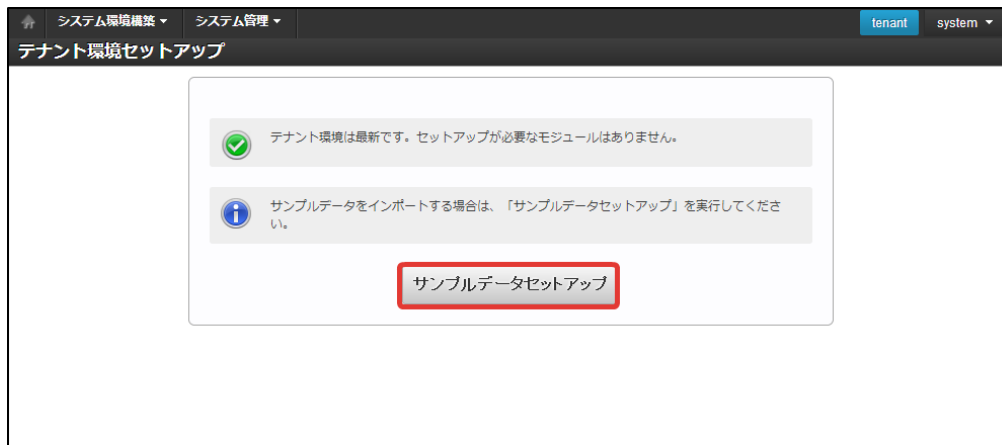 システム環境構築 ▾ システム管理 ▾ tenant system ▾
テナント環境セットアップ
テナント環境は最新です。セットアップが必要なモジュールはありません。
サンプルデータをインポートする場合は、「サンプルデータセットアップ」を実行してくださ
い。
サンプルデータセットアップ